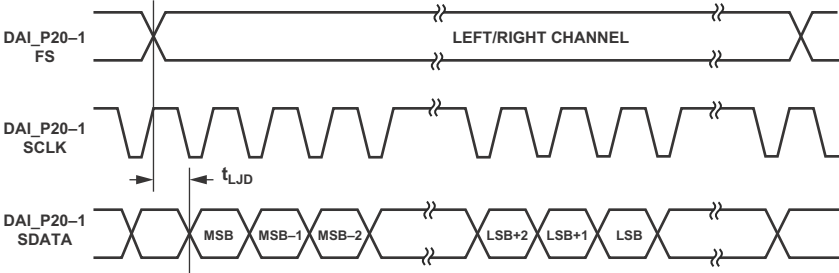 DAI_P20–1
FS
LEFT/RIGHT CHANNEL
DAI_P20–1
SCLK
tLJD
DAI_P20–1
SDATA
MSB MSB–1 MSB–2 LSB+2 LSB+1 LSB